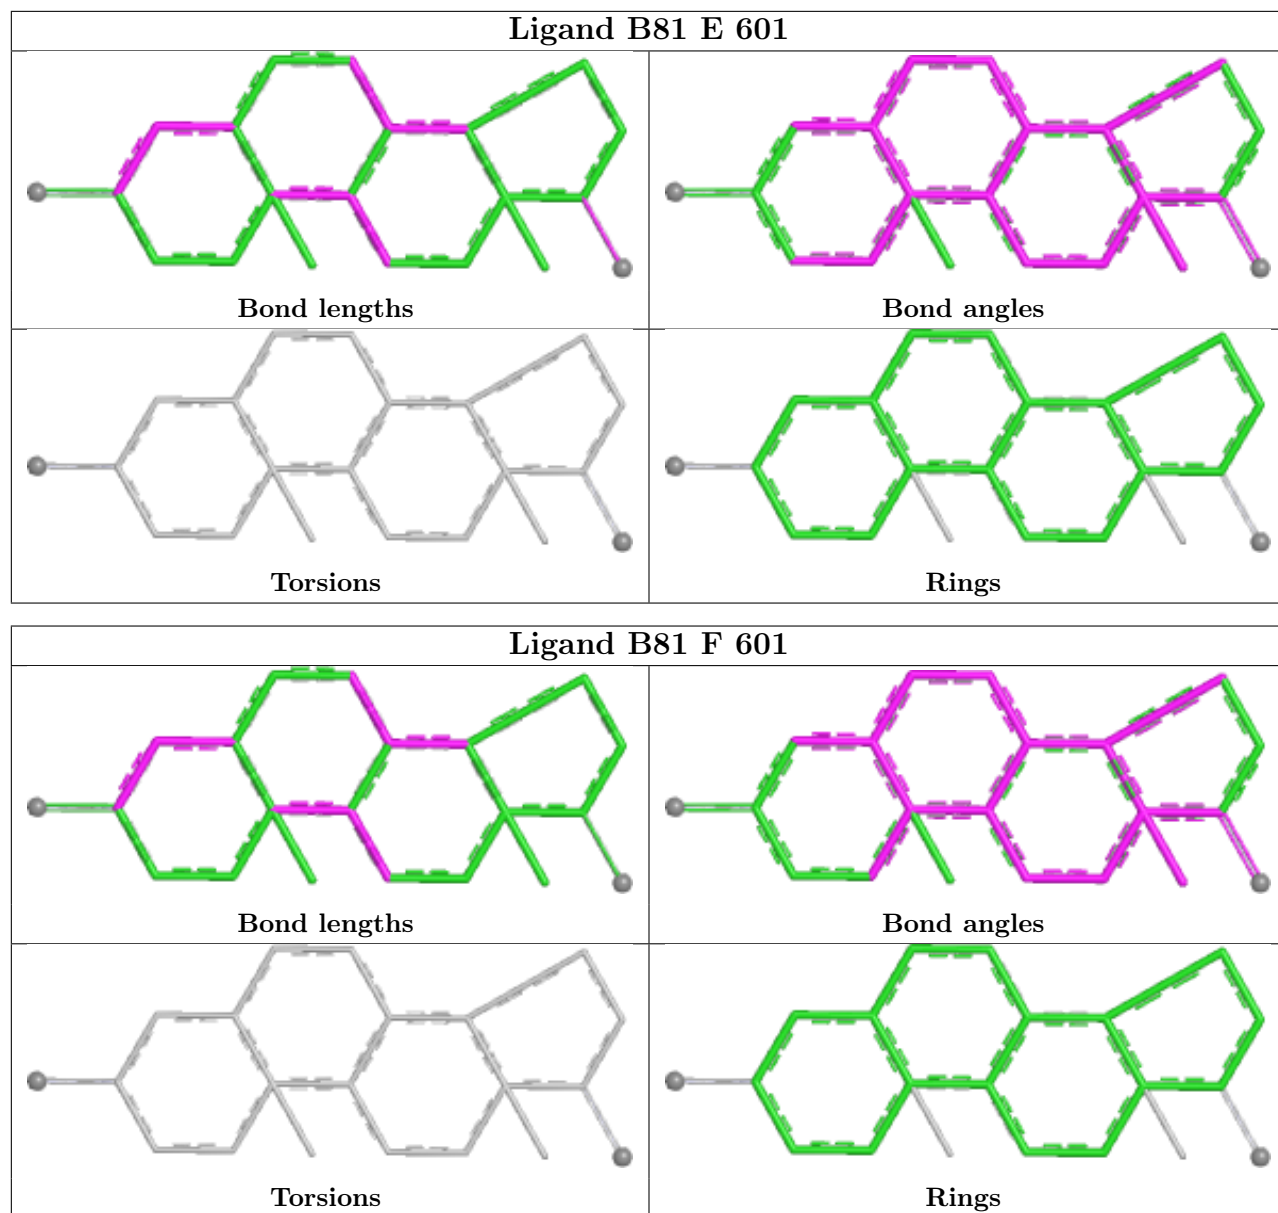 Ligand B81 E 601
Bond lengths
Bond angles
Torsions
Rings
Ligand B81 F 601
Bond lengths
Bond angles
Torsions
Rings